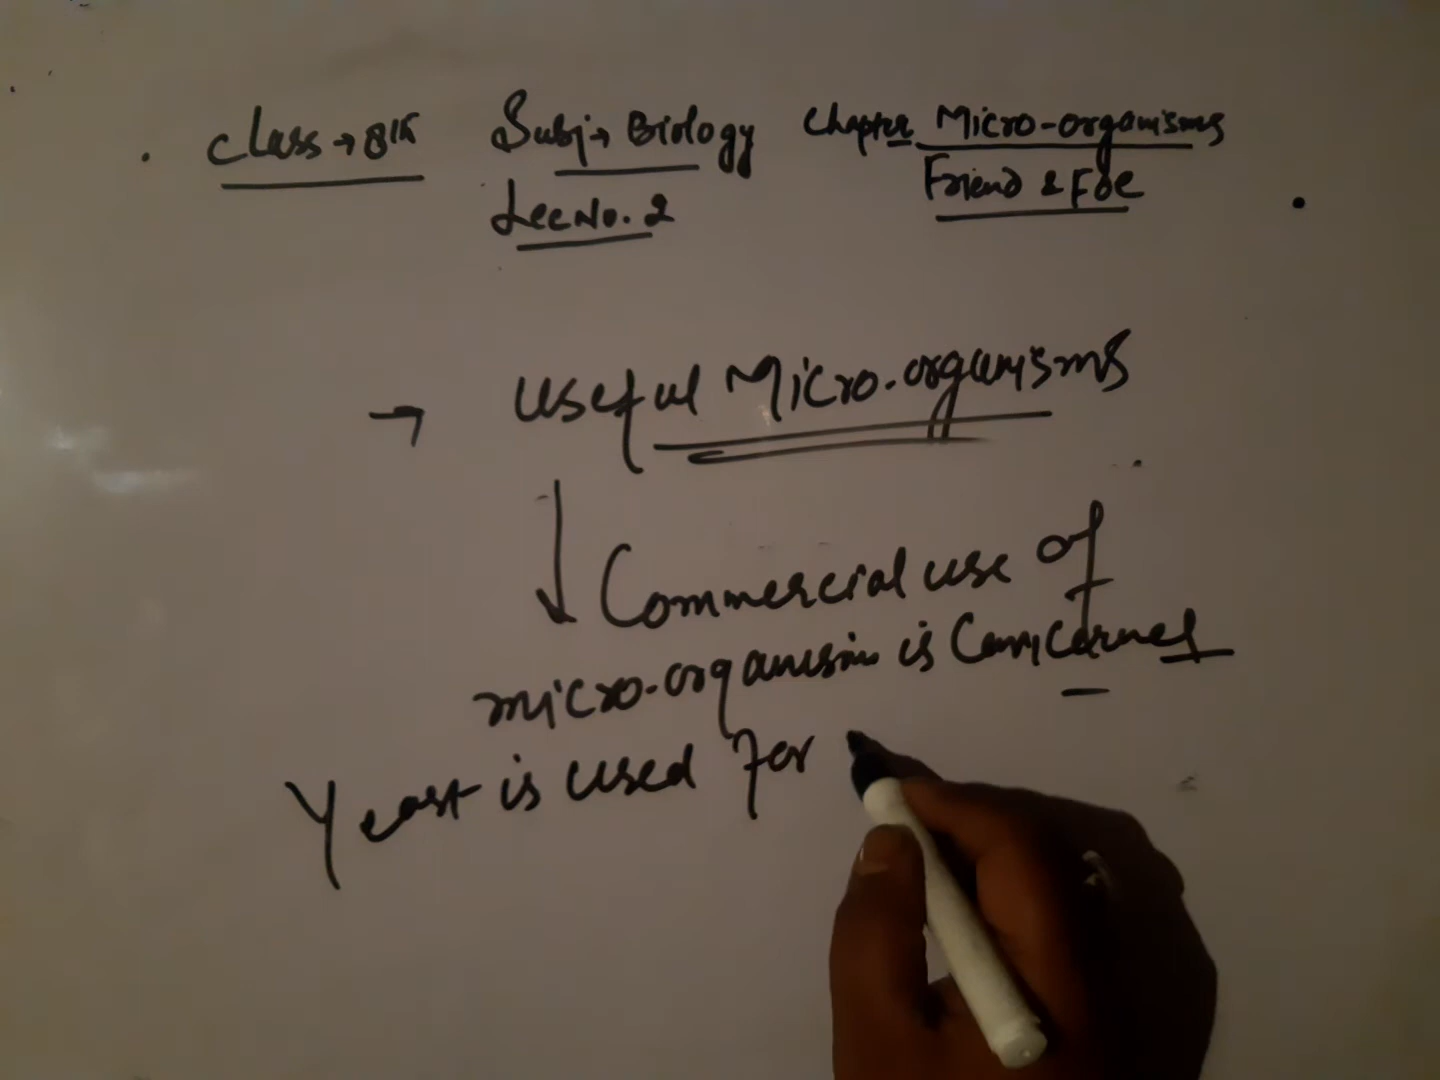 Class → 8th Subj → Biology Chapter Micro-organisms
Lec No. 2 Friend & Foe
→ Useful Micro-organisms
↓ Commercial use of
micro-organism is
Yeast is used for